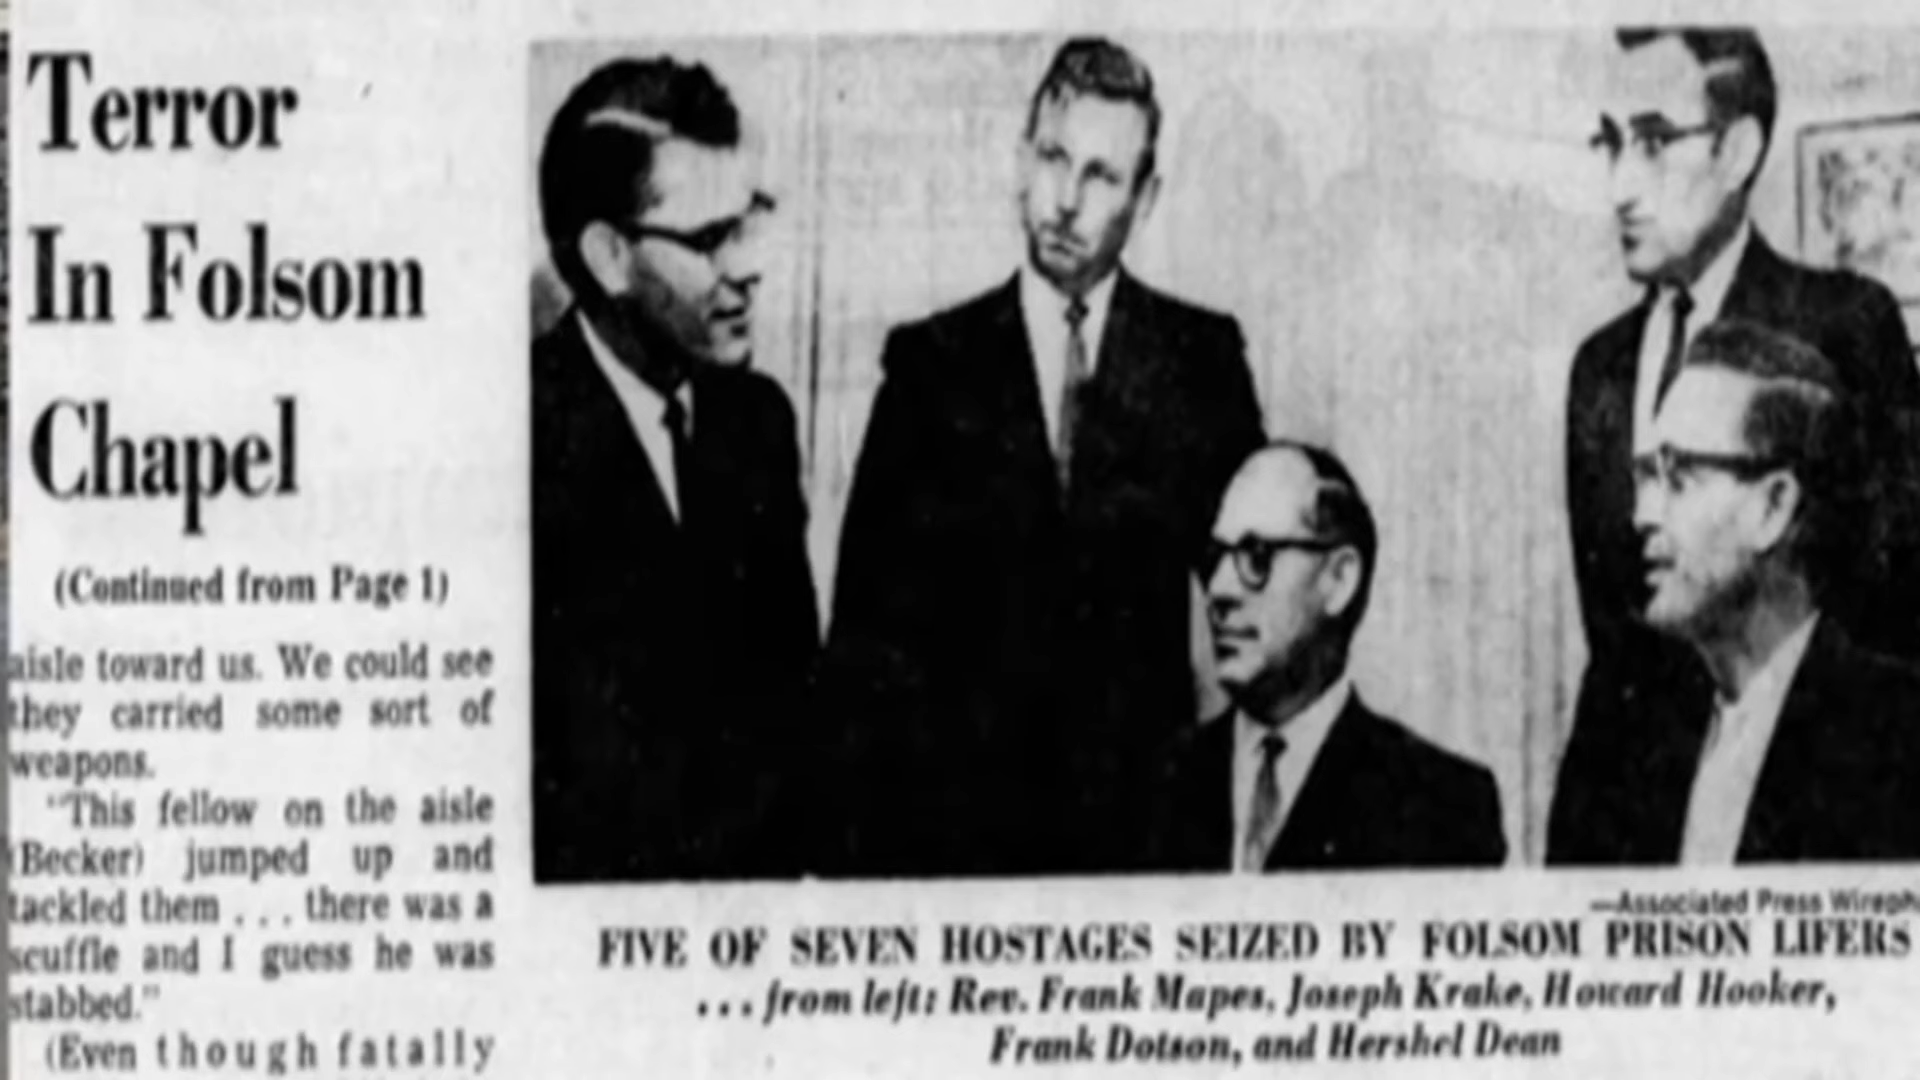 Terror
In Folsom
Chapel
(Continued from Page 1)
aisle toward us. We could see
they carried some sort of
weapons.
"This fellow on the aisle
(Becker) jumped up and
tackled them . . . there was a
scuffle and I guess he was
stabbed."
(Even though fatally
—Associated Press Wireph
FIVE OF SEVEN HOSTAGES SEIZED BY FOLSOM PRISON LIFERS
. . . from left: Rev. Frank Mapes, Joseph Krake, Howard Hooker,
Frank Dotson, and Hershel Dean